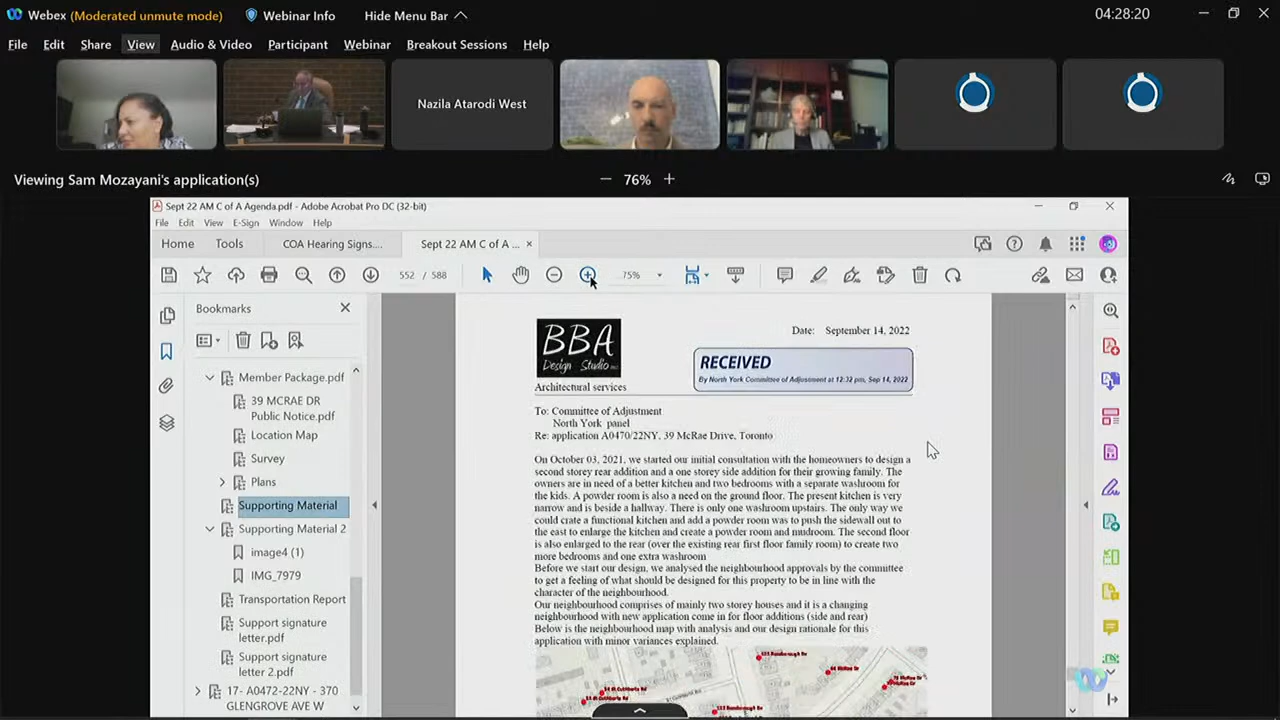 Webex (Moderated unmute mode) Webinar Info Hide Menu Bar 04:28:20
File Edit Share View Audio & Video Participant Webinar Breakout Sessions Help
Nazila Atarodi West
Viewing Sam Mozayani's application(s) 76%
Sept 22 AM C of A Agenda.pdf - Adobe Acrobat Pro DC (32-bit)
File Edit View E-Sign Window Help
Home Tools COA Hearing Signs.... Sept 22 AM C of A ... ×
552 / 588 75%
Bookmarks
Member Package.pdf
39 MCRAE DR
Public Notice.pdf
Location Map
Survey
Plans
Supporting Material
Supporting Material 2
image4 (1)
IMG_7979
Transportation Report
Support signature
letter.pdf
Support signature
letter 2.pdf
17- A0472-22NY - 370
GLENGROVE AVE W
BBA
Design Studio INC
Architectural services
Date: September 14, 2022
RECEIVED
By North York Committee of Adjustment at 12:32 pm, Sep 14, 2022
To: Committee of Adjustment
North York panel
Re: application A0470/22NY, 39 McRae Drive, Toronto
On October 03, 2021, we started our initial consultation with the homeowners to design a
second storey rear addition and a one storey side addition for their growing family. The
owners are in need of a better kitchen and two bedrooms with a separate washroom for
the kids. A powder room is also a need on the ground floor. The present kitchen is very
narrow and is beside a hallway. There is only one washroom upstairs. The only way we
could crate a functional kitchen and add a powder room was to push the sidewall out to
the east to enlarge the kitchen and create a powder room and mudroom. The second floor
is also enlarged to the rear (over the existing rear first floor family room) to create two
more bedrooms and one extra washroom
Before we start our design, we analysed the neighbourhood approvals by the committee
to get a feeling of what should be designed for this property to be in line with the
character of the neighbourhood.
Our neighbourhood comprises of mainly two storey houses and it is a changing
neighbourhood with new application come in for floor additions (side and rear)
Below is the neighbourhood map with analysis and our design rationale for this
application with minor variances explained.